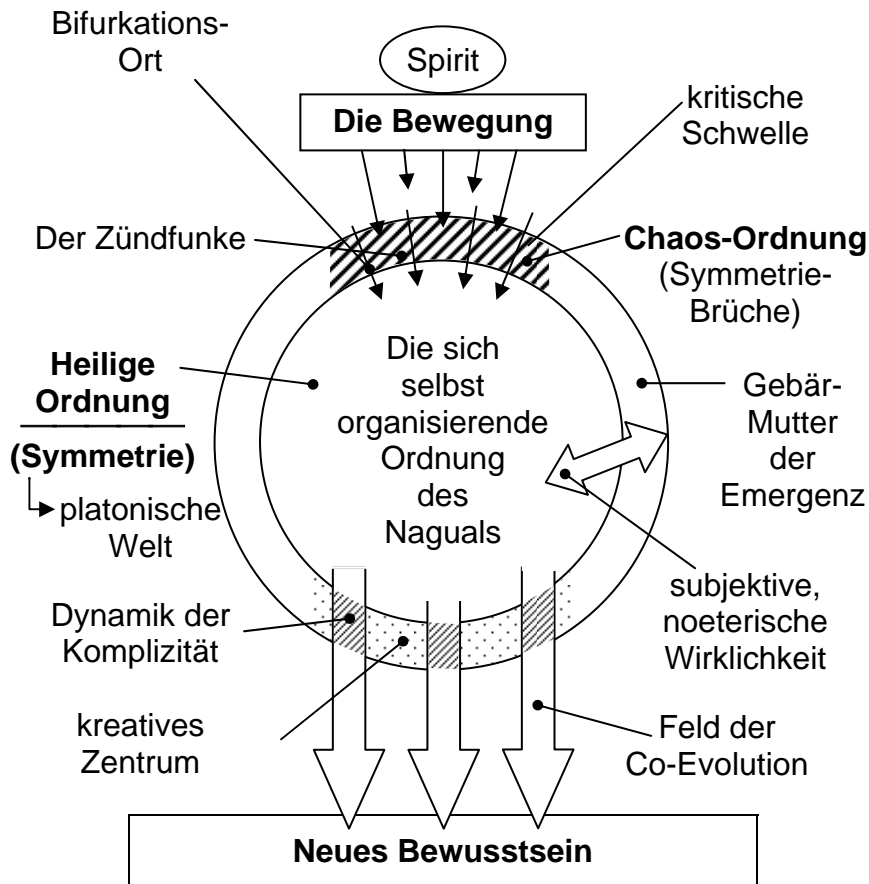 Bifurkations-
Ort
Spirit
Die Bewegung
kritische
Schwelle
Der Zündfunke
Chaos-Ordnung
(Symmetrie-
Brüche)
Heilige
Ordnung
(Symmetrie)
platonische
Welt
Die sich
selbst
organisierende
Ordnung
des
Naguals
Gebär-
Mutter
der
Emergenz
Dynamik der
Komplizität
subjektive,
noeterische
Wirklichkeit
kreatives
Zentrum
Feld der
Co-Evolution
Neues Bewusstsein